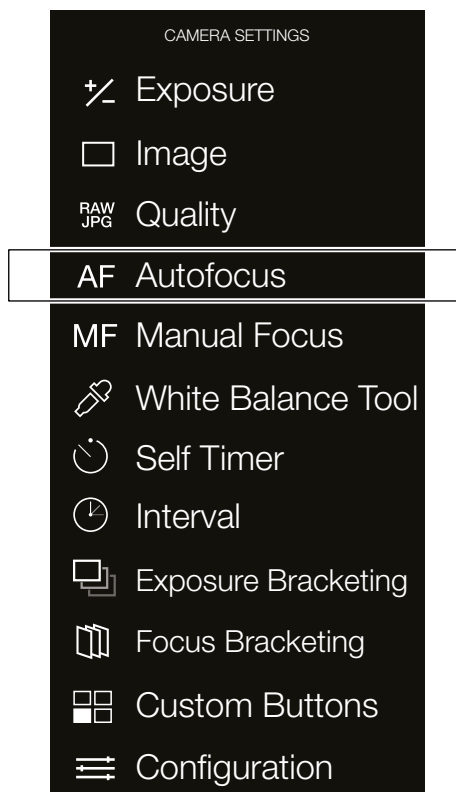 CAMERA SETTINGS
Exposure
Image
RAW JPG Quality
AF Autofocus
MF Manual Focus
White Balance Tool
Self Timer
Interval
Exposure Bracketing
Focus Bracketing
Custom Buttons
Configuration